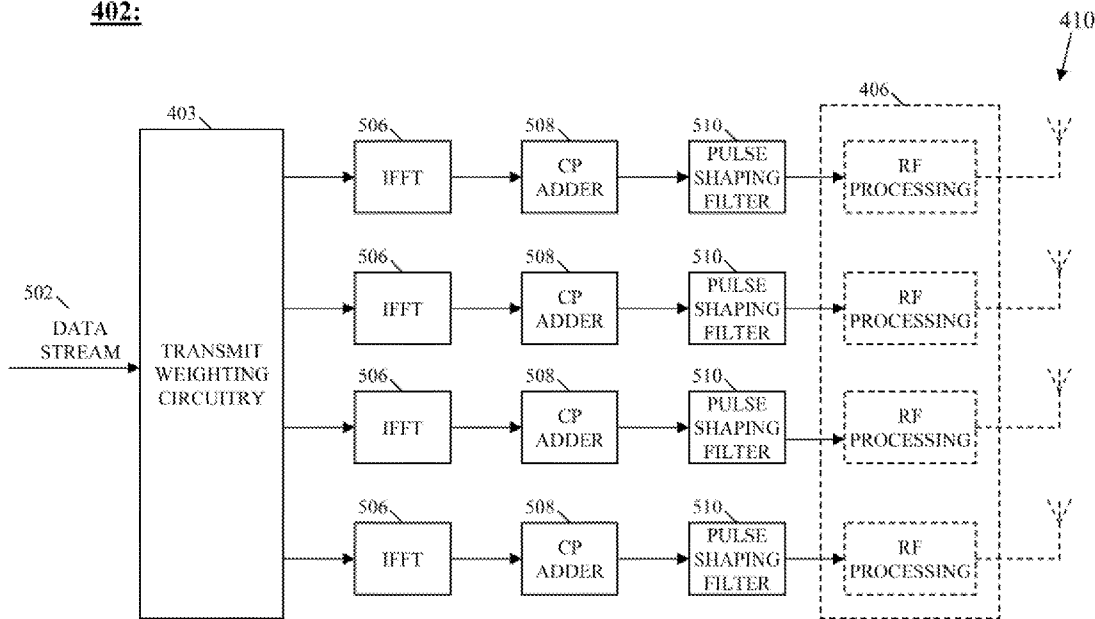 402:
410
403
506
508
510
406
IFFT
CP
ADDER
PULSE
SHAPING
FILTER
RF
PROCESSING
506
508
510
IFFT
CP
ADDER
PULSE
SHAPING
FILTER
RF
PROCESSING
502
DATA
STREAM
TRANSMIT
WEIGHTING
CIRCUITRY
506
508
510
IFFT
CP
ADDER
PULSE
SHAPING
FILTER
RF
PROCESSING
506
508
510
IFFT
CP
ADDER
PULSE
SHAPING
FILTER
RF
PROCESSING